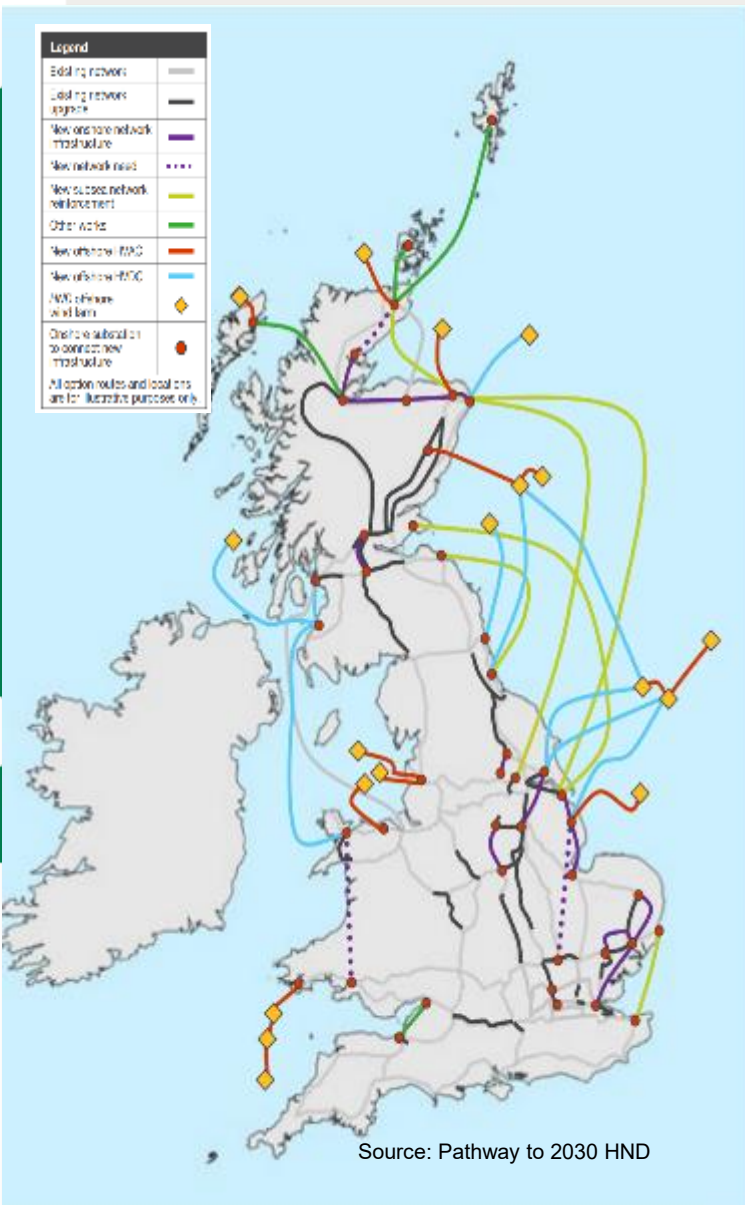 Legend
Existing network
Existing network
upgrade
New onshore network
infrastructure
New network need
New subsea network
reinforcement
Other works
New offshore HVAC
New offshore HVDC
offshore
wind farm
Onshore substation
to connect new
infrastructure
All option routes and locations
are for illustrative purposes only
Source: Pathway to 2030 HND